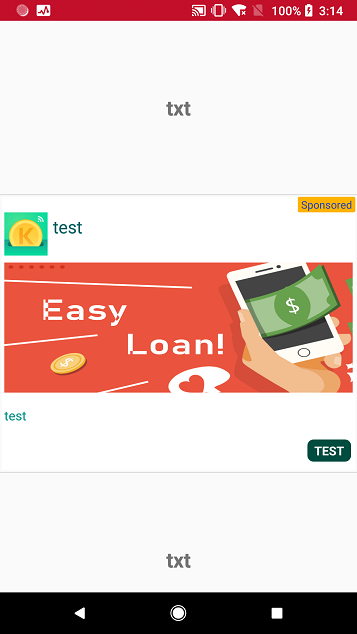 100% 3:14
txt
Sponsored
K
test
Easy
Loan!
$
test
TEST
txt